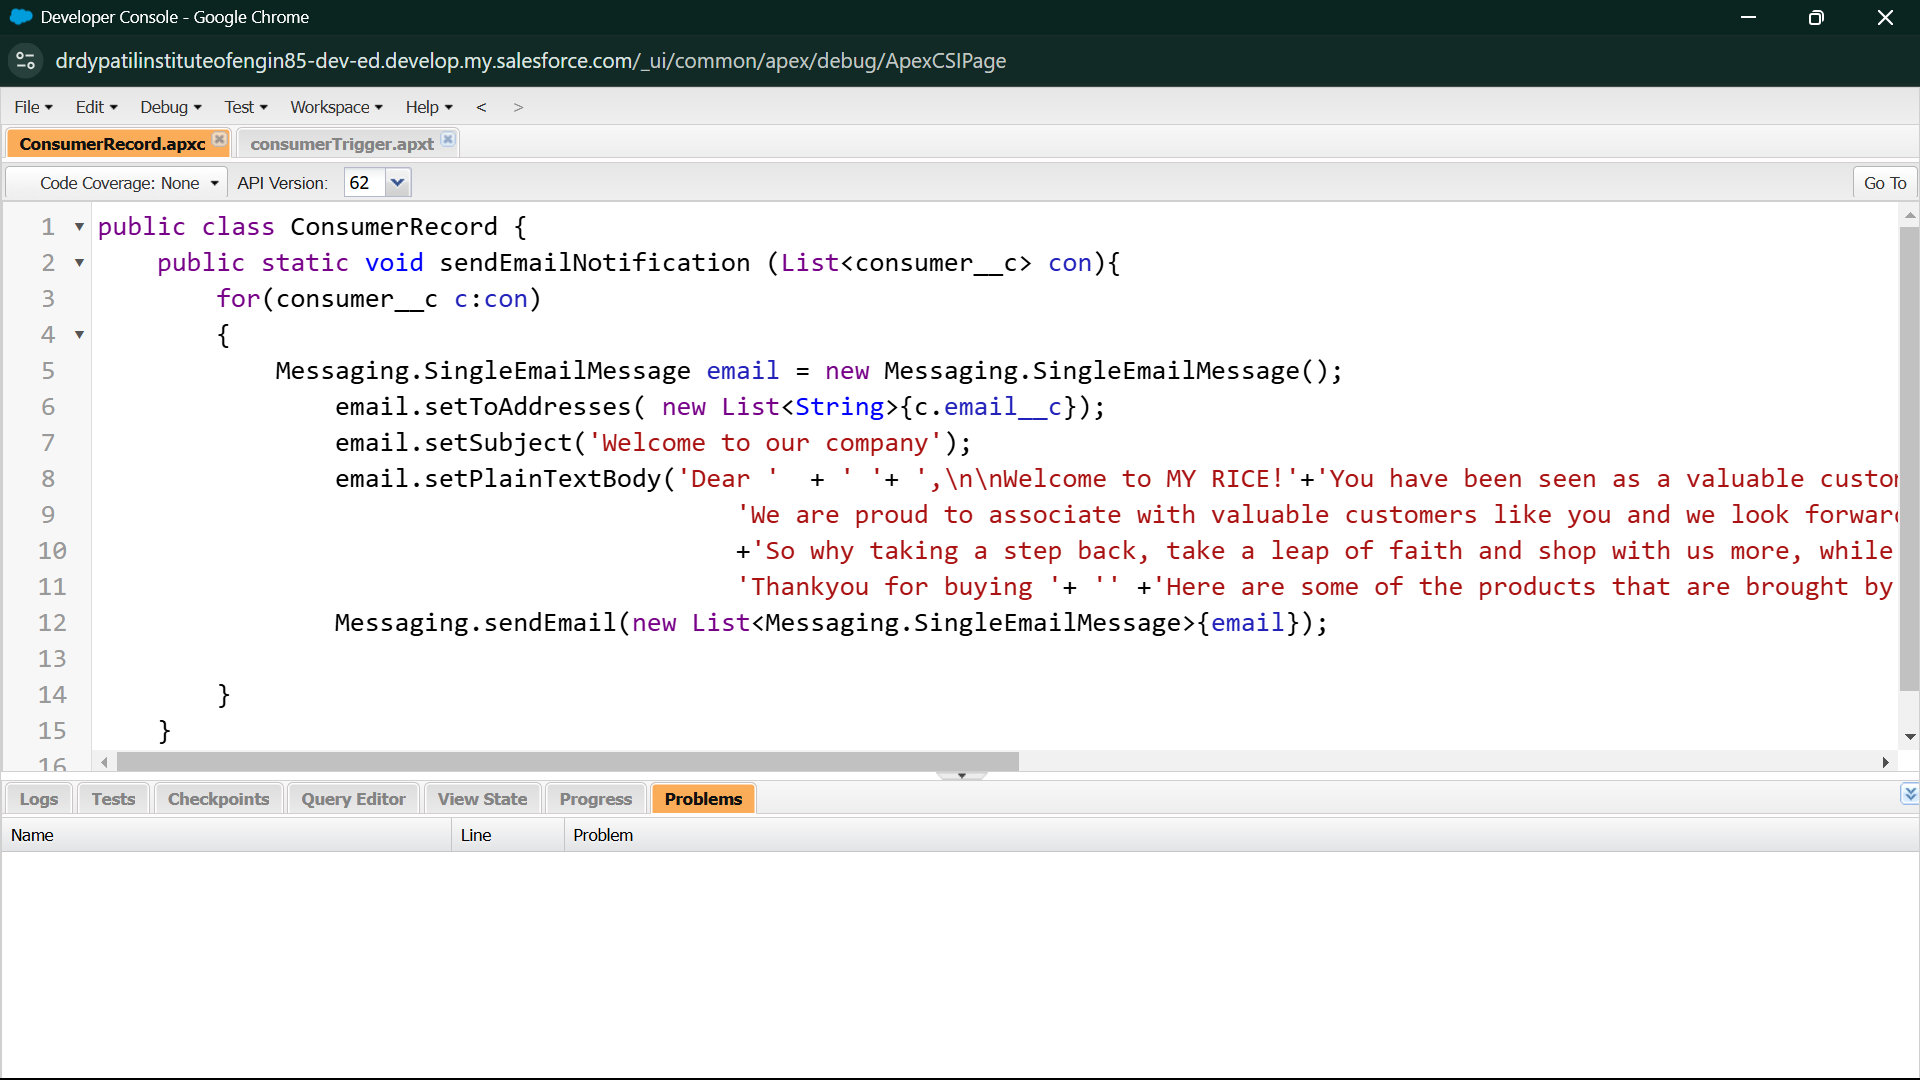 Developer Console - Google Chrome
drdypatilinstituteofengin85-dev-ed.develop.my.salesforce.com/_ui/common/apex/debug/ApexCSIPage
File Edit Debug Test Workspace Help < >
ConsumerRecord.apxc consumerTrigger.apxt
Code Coverage: None API Version: 62 Go To
1 public class ConsumerRecord {
2 public static void sendEmailNotification (List<consumer__c> con){
3 for(consumer__c c:con)
4 {
5 Messaging.SingleEmailMessage email = new Messaging.SingleEmailMessage();
6 email.setToAddresses( new List<String>{c.email__c});
7 email.setSubject('Welcome to our company');
8 email.setPlainTextBody('Dear ' + ' '+ ',\n\nWelcome to MY RICE!'+'You have been seen as a valuable
9 'We are proud to associate with valuable customers like you and we look
10 +'So why taking a step back, take a leap of faith and shop with us more, while
11 'Thankyou for buying '+ '' +'Here are some of the products that are brought by
12 Messaging.sendEmail(new List<Messaging.SingleEmailMessage>{email});
13
14 }
15 }
16
Logs Tests Checkpoints Query Editor View State Progress Problems
Name Line Problem